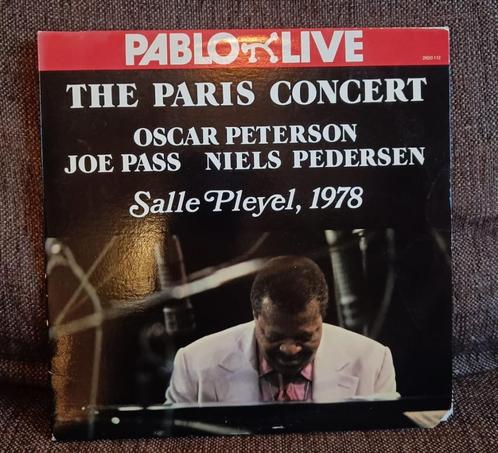 PABLO LIVE
2620 112
THE PARIS CONCERT
OSCAR PETERSON
JOE PASS NIELS PEDERSEN
Salle Pleyel, 1978